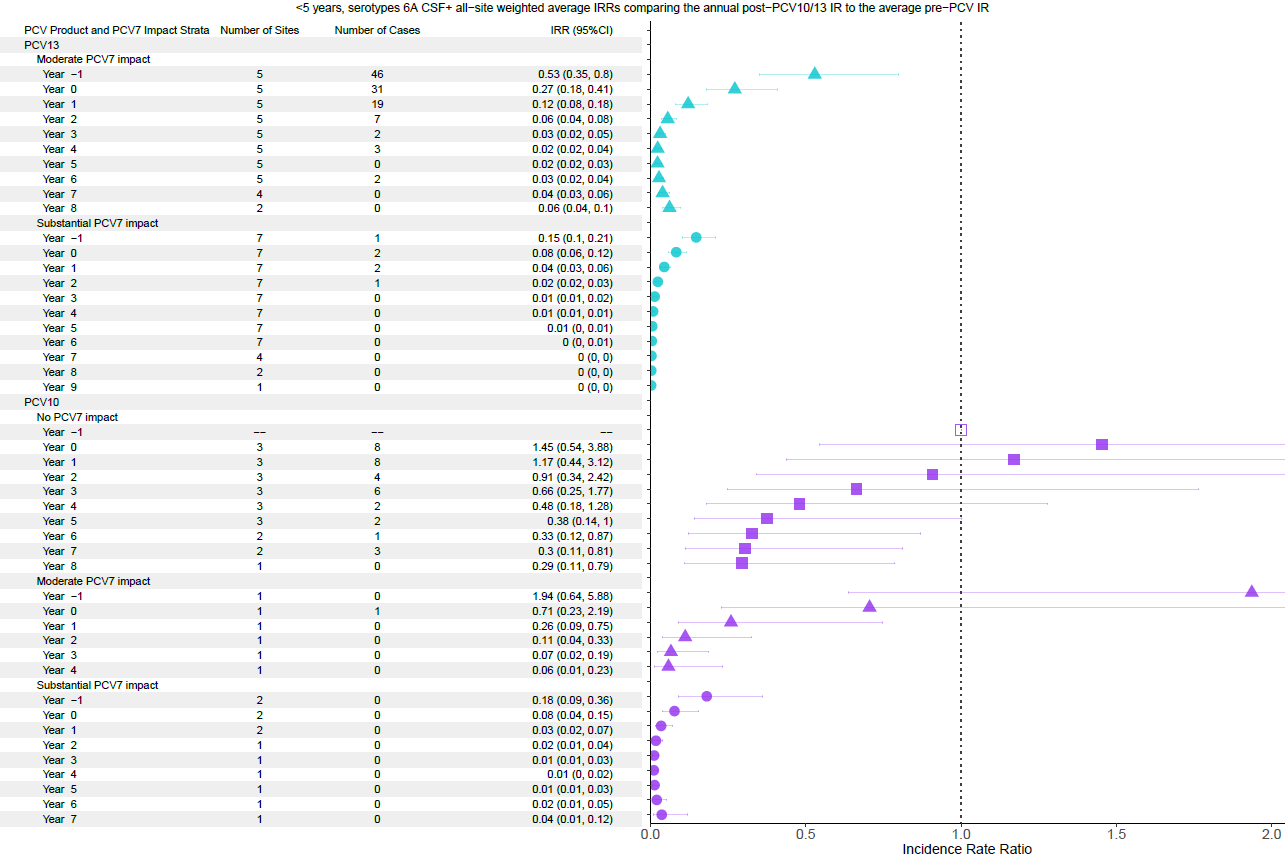 <5 years, serotypes 6A CSF+ all−site weighted average IRRs comparing the annual post−PCV10/13 IR to the average pre−PCV IR
PCV Product and PCV7 Impact Strata Number of Sites Number of Cases IRR (95%CI)
PCV13
Moderate PCV7 impact
Year −1 5 46 0.53 (0.35, 0.8)
Year 0 5 31 0.27 (0.18, 0.41)
Year 1 5 19 0.12 (0.08, 0.18)
Year 2 5 7 0.06 (0.04, 0.08)
Year 3 5 2 0.03 (0.02, 0.05)
Year 4 5 3 0.02 (0.02, 0.04)
Year 5 5 0 0.02 (0.02, 0.03)
Year 6 5 2 0.03 (0.02, 0.04)
Year 7 4 0 0.04 (0.03, 0.06)
Year 8 2 0 0.06 (0.04, 0.1)
Substantial PCV7 impact
Year −1 7 1 0.15 (0.1, 0.21)
Year 0 7 2 0.08 (0.06, 0.12)
Year 1 7 2 0.04 (0.03, 0.06)
Year 2 7 1 0.02 (0.02, 0.03)
Year 3 7 0 0.01 (0.01, 0.02)
Year 4 7 0 0.01 (0.01, 0.01)
Year 5 7 0 0.01 (0, 0.01)
Year 6 7 0 0 (0, 0.01)
Year 7 4 0 0 (0, 0)
Year 8 2 0 0 (0, 0)
Year 9 1 0 0 (0, 0)
PCV10
No PCV7 impact
Year −1 −− −− −−
Year 0 3 8 1.45 (0.54, 3.88)
Year 1 3 8 1.17 (0.44, 3.12)
Year 2 3 4 0.91 (0.34, 2.42)
Year 3 3 6 0.66 (0.25, 1.77)
Year 4 3 2 0.48 (0.18, 1.28)
Year 5 3 2 0.38 (0.14, 1)
Year 6 2 1 0.33 (0.12, 0.87)
Year 7 2 3 0.3 (0.11, 0.81)
Year 8 1 0 0.29 (0.11, 0.79)
Moderate PCV7 impact
Year −1 1 0 1.94 (0.64, 5.88)
Year 0 1 1 0.71 (0.23, 2.19)
Year 1 1 0 0.26 (0.09, 0.75)
Year 2 1 0 0.11 (0.04, 0.33)
Year 3 1 0 0.07 (0.02, 0.19)
Year 4 1 0 0.06 (0.01, 0.23)
Substantial PCV7 impact
Year −1 2 0 0.18 (0.09, 0.36)
Year 0 2 0 0.08 (0.04, 0.15)
Year 1 2 0 0.03 (0.02, 0.07)
Year 2 1 0 0.02 (0.01, 0.04)
Year 3 1 0 0.01 (0.01, 0.03)
Year 4 1 0 0.01 (0, 0.02)
Year 5 1 0 0.01 (0.01, 0.03)
Year 6 1 0 0.02 (0.01, 0.05)
Year 7 1 0 0.04 (0.01, 0.12)
0.0 0.5 1.0 1.5 2.0
Incidence Rate Ratio